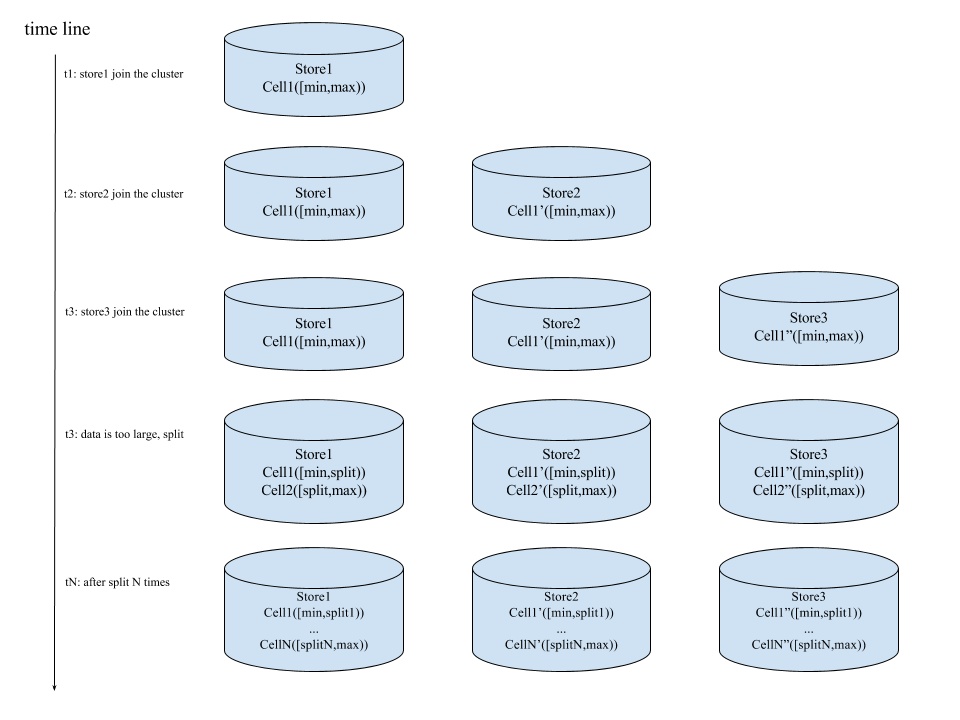 time line
t1: store1 join the cluster
Store1
Cell1([min,max))
t2: store2 join the cluster
Store1
Cell1([min,max))
Store2
Cell1’([min,max))
t3: store3 join the cluster
Store1
Cell1([min,max))
Store2
Cell1’([min,max))
Store3
Cell1”([min,max))
t3: data is too large, split
Store1
Cell1([min,split))
Cell2([split,max))
Store2
Cell1’([min,split))
Cell2’([split,max))
Store3
Cell1”([min,split))
Cell2”([split,max))
tN: after split N times
Store1
Cell1([min,split1))
...
CellN([splitN,max))
Store2
Cell1’([min,split1))
...
CellN’([splitN,max))
Store3
Cell1”([min,split1))
...
CellN”([splitN,max))